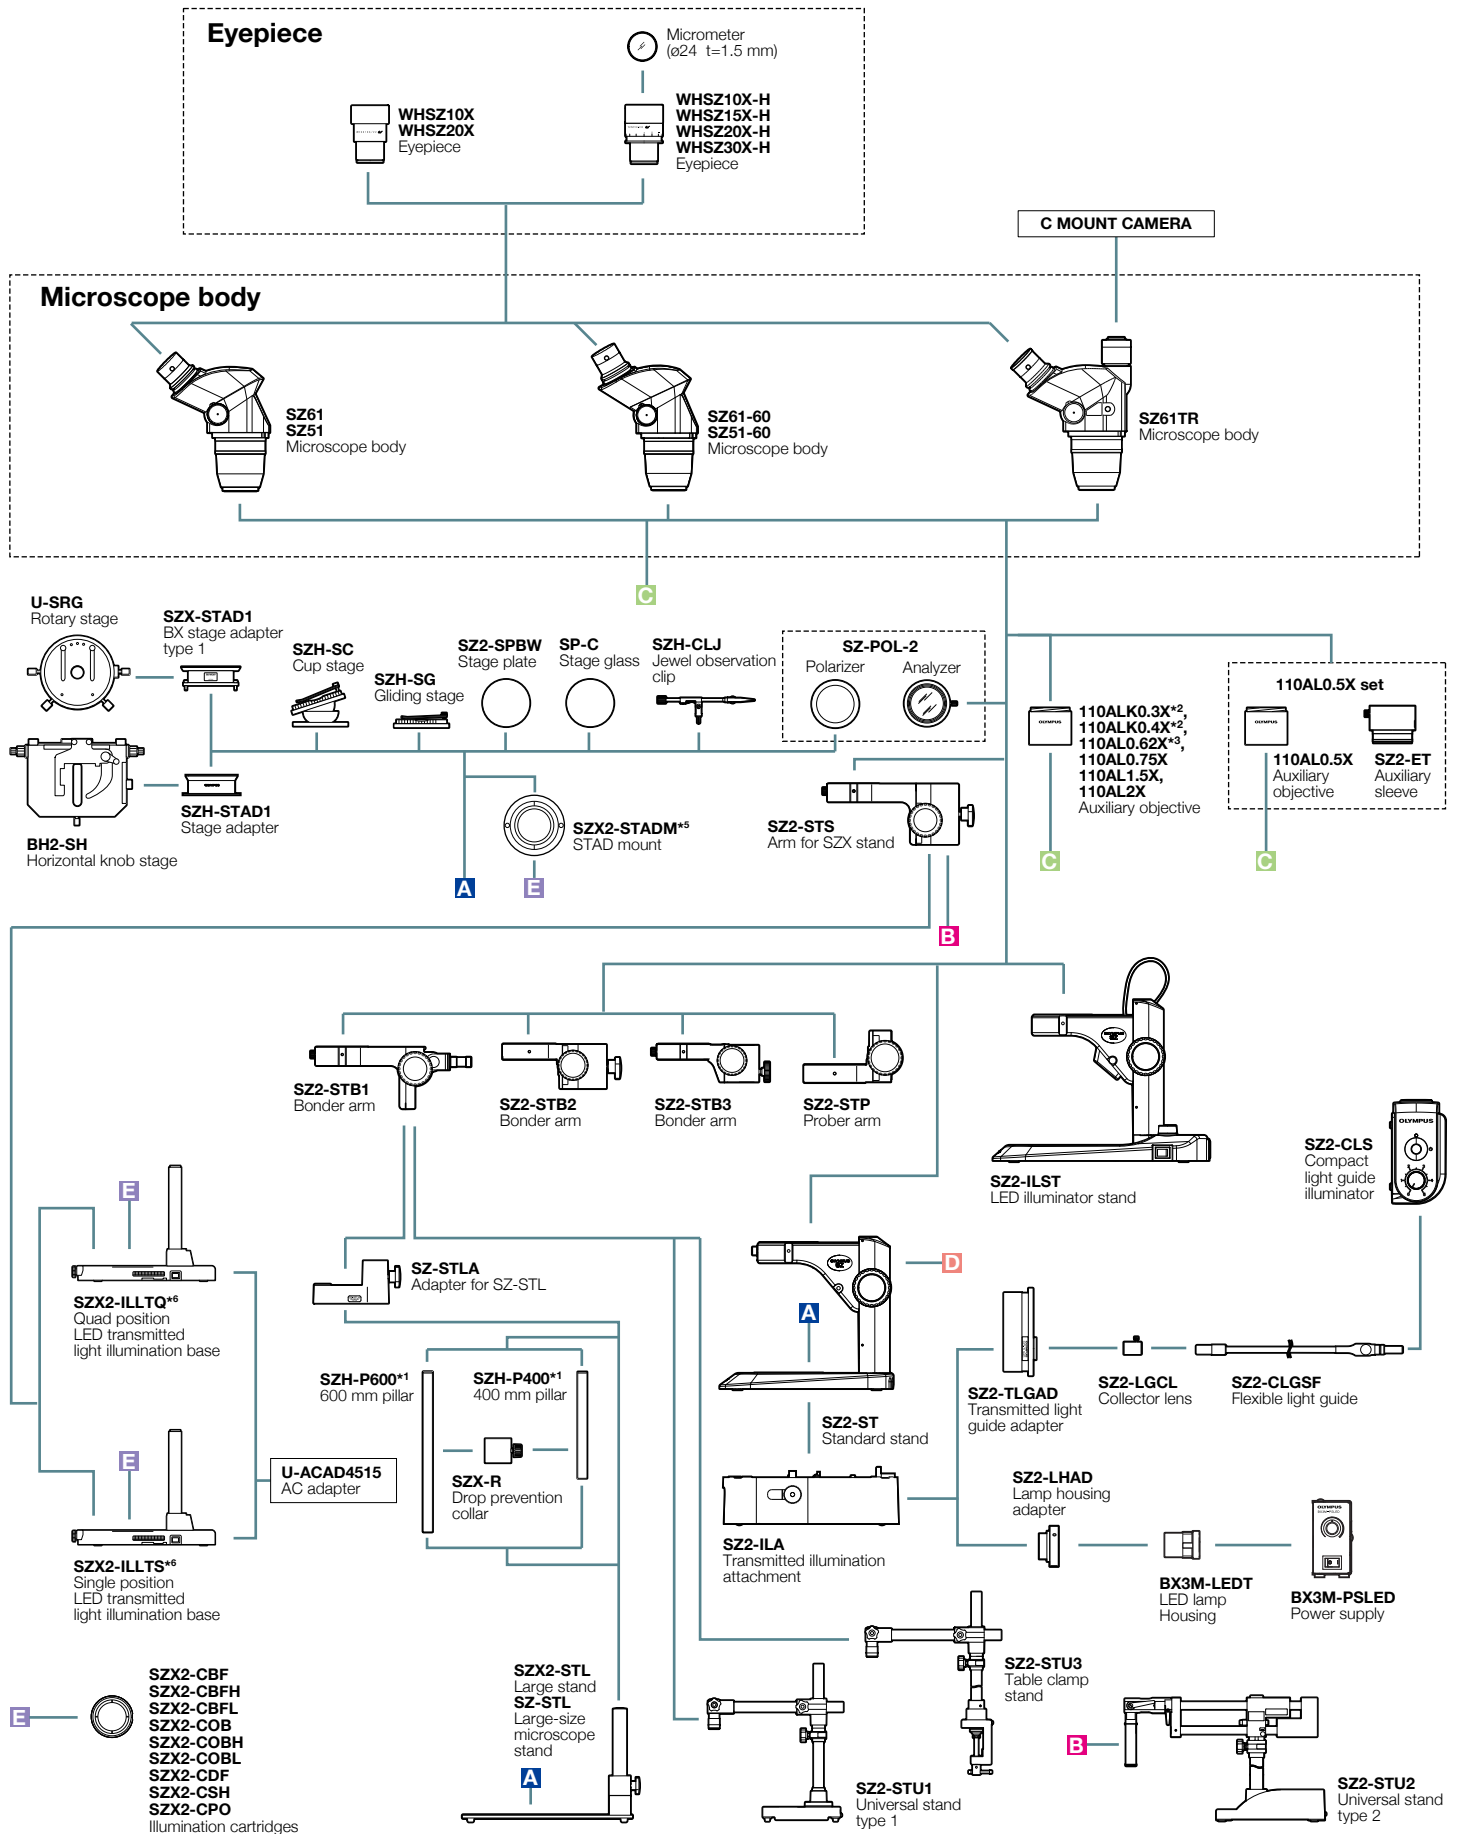 Eyepiece
Micrometer
(ø24 t=1.5 mm)
WHSZ10X
WHSZ20X
Eyepiece
WHSZ10X-H
WHSZ15X-H
WHSZ20X-H
WHSZ30X-H
Eyepiece
C MOUNT CAMERA
Microscope body
SZ61
SZ51
Microscope body
SZ61-60
SZ51-60
Microscope body
SZ61TR
Microscope body
C
U-SRG
Rotary stage
SZX-STAD1
BX stage adapter
type 1
SZH-SC
Cup stage
SZH-SG
Gliding stage
SZ2-SPBW
Stage plate
SP-C
Stage glass
SZH-CLJ
Jewel observation
clip
SZ-POL-2
Polarizer
Analyzer
OLYMPUS
110ALK0.3X*2,
110ALK0.4X*2,
110AL0.62X*3,
110AL0.75X
110AL1.5X,
110AL2X
Auxiliary objective
110AL0.5X set
OLYMPUS
110AL0.5X
Auxiliary
objective
SZ2-ET
Auxiliary
sleeve
BH2-SH
Horizontal knob stage
SZH-STAD1
Stage adapter
SZX2-STADM*5
STAD mount
SZ2-STS
Arm for SZX stand
A
E
C
C
B
SZ2-STB1
Bonder arm
SZ2-STB2
Bonder arm
SZ2-STB3
Bonder arm
SZ2-STP
Prober arm
OLYMPUS
SZ
SZ2-ILST
LED illuminator stand
OLYMPUS
SZ2-CLS
Compact
light guide
illuminator
E
SZX2-ILLTQ*6
Quad position
LED transmitted
light illumination base
SZ-STLA
Adapter for SZ-STL
OLYMPUS
SZ
D
A
SZH-P600*1
600 mm pillar
SZH-P400*1
400 mm pillar
SZ2-ST
Standard stand
SZ2-TLGAD
Transmitted light
guide adapter
SZ2-LGCL
Collector lens
SZ2-CLGSF
Flexible light guide
E
U-ACAD4515
AC adapter
SZX-R
Drop prevention
collar
SZX2-ILLTS*6
Single position
LED transmitted
light illumination base
SZ2-ILA
Transmitted illumination
attachment
SZ2-LHAD
Lamp housing
adapter
BX3M-LEDT
LED lamp
Housing
OLYMPUS
BX3M-PSLED
BX3M-PSLED
Power supply
E
SZX2-CBF
SZX2-CBFH
SZX2-CBFL
SZX2-COB
SZX2-COBH
SZX2-COBL
SZX2-CDF
SZX2-CSH
SZX2-CPO
Illumination cartridges
SZX2-STL
Large stand
SZ-STL
Large-size
microscope
stand
A
SZ2-STU1
Universal stand
type 1
SZ2-STU3
Table clamp
stand
B
SZ2-STU2
Universal stand
type 2